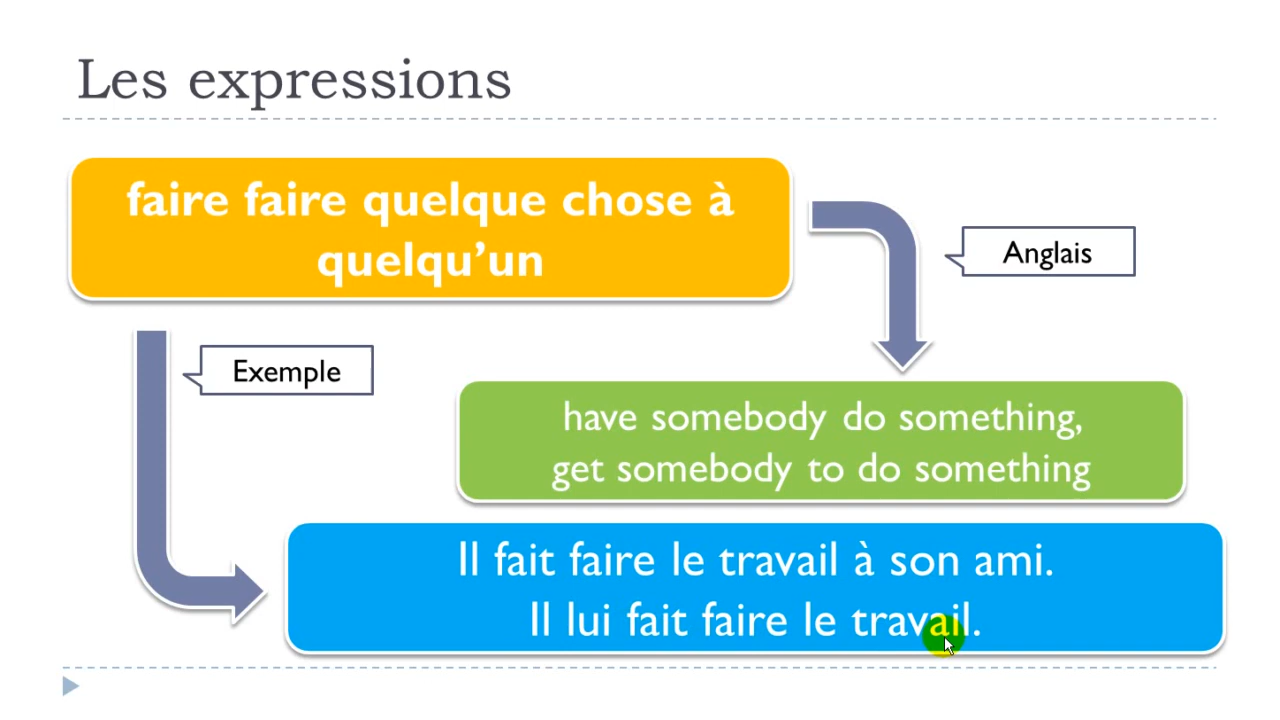 Les expressions
faire faire quelque chose à
quelqu’un
Anglais
Exemple
have somebody do something,
get somebody to do something
Il fait faire le travail à son ami.
Il lui fait faire le travail.